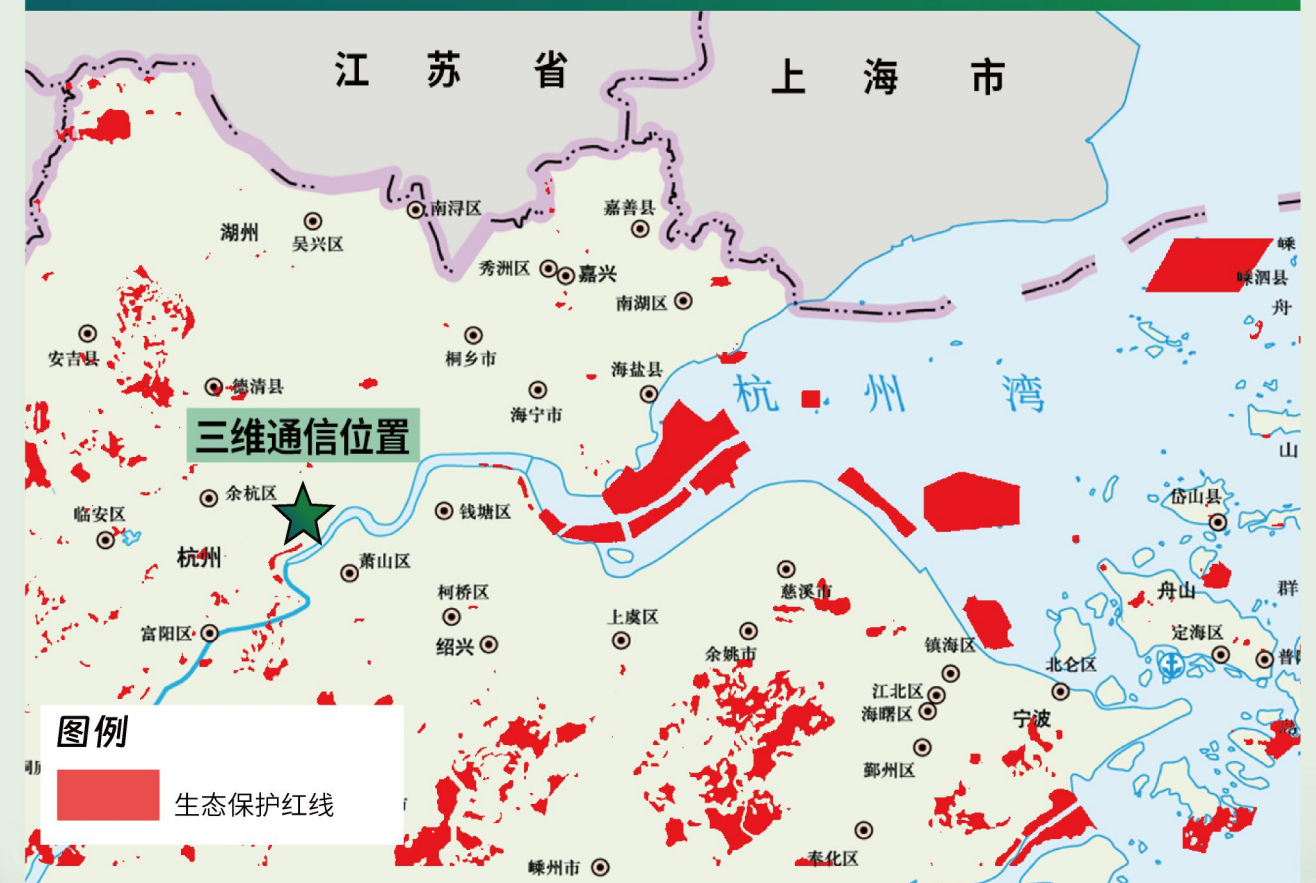 江苏省
上海市
南浔区
嘉善县
湖州
吴兴区
嵊
秀洲区
嘉兴
嵊泗县
南湖区
舟
安吉县
桐乡市
海盐县
德清县
杭州湾
海宁市
三维通信位置
山
余杭区
岱山县
临安区
钱塘区
杭州
萧山区
慈溪市
舟山
群
柯桥区
上虞区
富阳区
绍兴
余姚市
镇海区
定海区
北仑区
普
江北区
海曙区
宁波
图例
岛
鄞州区
生态保护红线
市
奉化区
嵊州市